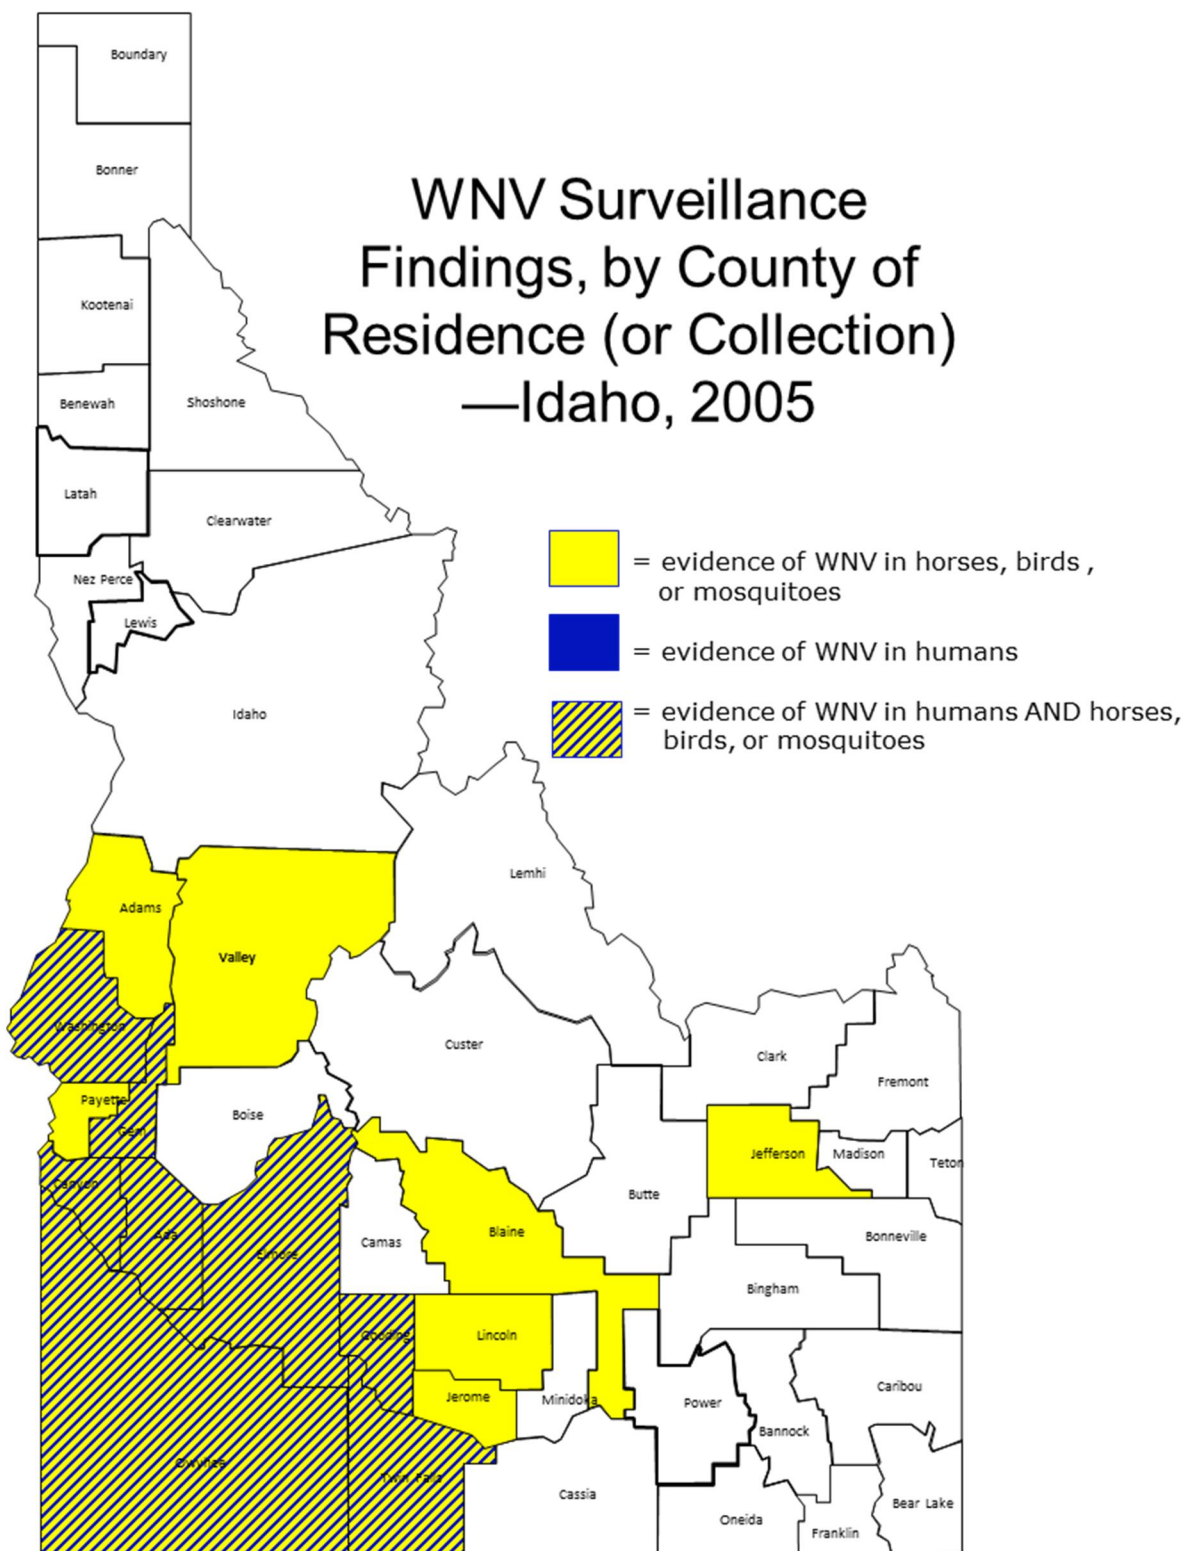 Boundary
Bonner
WNV Surveillance
Findings, by County of
Residence (or Collection)
—Idaho, 2005
Kootenai
Benewah
Shoshone
Latah
Clearwater
= evidence of WNV in horses, birds ,
or mosquitoes
Nez Perce
Lewis
= evidence of WNV in humans
Idaho
= evidence of WNV in humans AND horses,
birds, or mosquitoes
Lemhi
Adams
Valley
Washington
Custer
Clark
Fremont
Payette
Boise
Gem
Jefferson
Madison
Teton
Canyon
Butte
Ada
Blaine
Camas
Elmore
Bonneville
Bingham
Gooding
Lincoln
Jerome
Minidoka
Power
Caribou
Bannock
Owyhee
Twin Falls
Cassia
Bear Lake
Oneida
Franklin